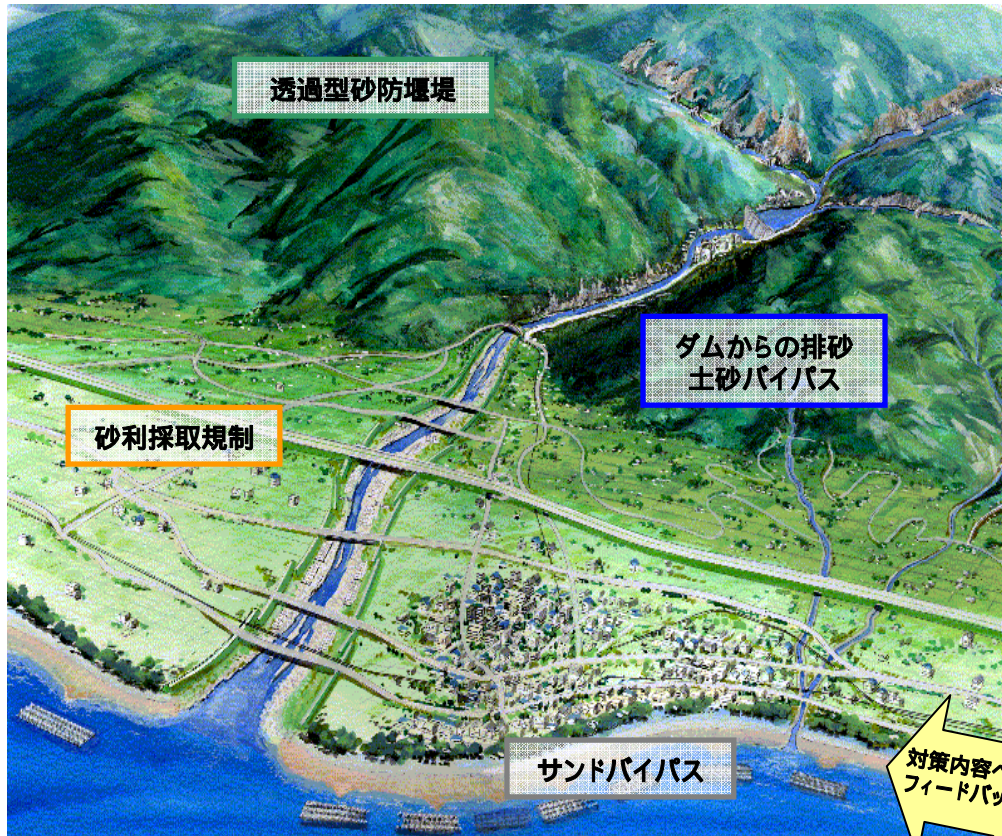 透過型砂防堰堤
ダムからの排砂
土砂バイパス
砂利採取規制
サンドバイパス
対策内容へ
フィードバッ